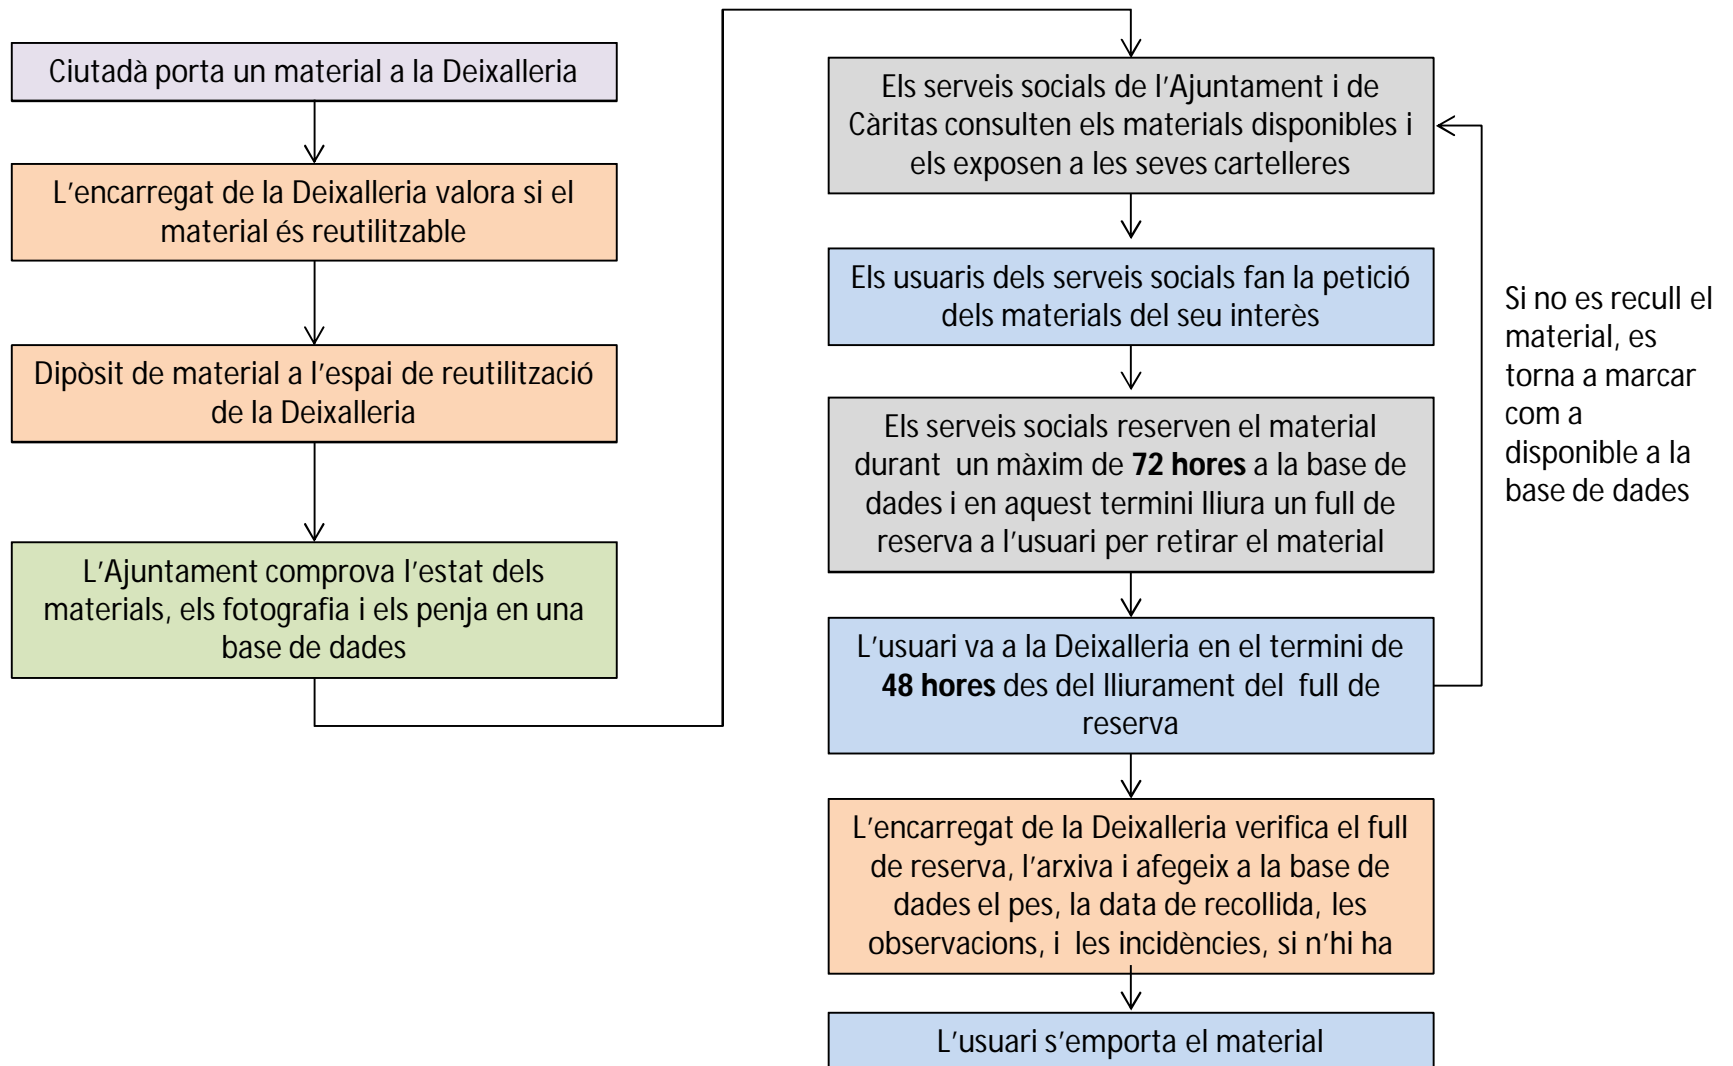 Ciutadà porta un material a la Deixalleria
L'encarregat de la Deixalleria valora si el
material és reutilitzable
Dipòsit de material a l'espai de reutilització
de la Deixalleria
L'Ajuntament comprova l'estat dels
materials, els fotografia i els penja en una
base de dades
Els serveis socials de l'Ajuntament i de
Càritas consulten els materials disponibles i
els exposen a les seves cartelleres
Els usuaris dels serveis socials fan la petició
dels materials del seu interès
Els serveis socials reserven el material
durant un màxim de 72 hores a la base de
dades i en aquest termini lliura un full de
reserva a l'usuari per retirar el material
L'usuari va a la Deixalleria en el termini de
48 hores des del lliurament del full de
reserva
L'encarregat de la Deixalleria verifica el full
de reserva, l'arxiva i afegeix a la base de
dades el pes, la data de recollida, les
observacions, i les incidències, si n'hi ha
L'usuari s'emporta el material
Si no es recull el
material, es
torna a marcar
com a
disponible a la
base de dades